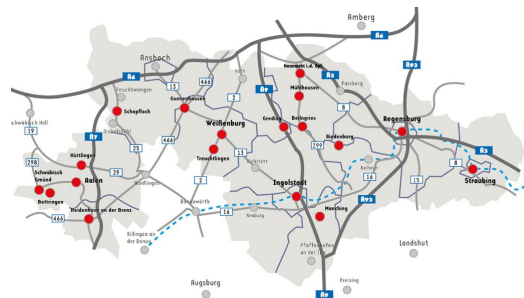 Amberg
A6
Ansbach
A6
466
Roth
Neumarkt i.d. Opf.
A3
Parsberg
A93
Feuchtwangen
13
Gunzenhausen
2
A9
Mühlhausen
8
Schopfloch
Schwäbisch Hall
Dinkelsbühl
Weißenburg
Greding
Beilngries
Regensburg
19
A7
25
466
299
Riedenburg
A3
Hüttlingen
Treuchtlingen
13
Eichstätt
298
Kelheim
8
Schwäbisch
Gmünd
Aalen
29
Nördlingen
2
Ingolstadt
16
15
Straubing
Bettringen
Donauwörth
16
Neuburg
Manching
A93
466
Heidenheim an der Brenz
Dillingen an
der Donau
Pfaffenhofen
an der Ilm
Landshut
Augsburg
Freising
A9